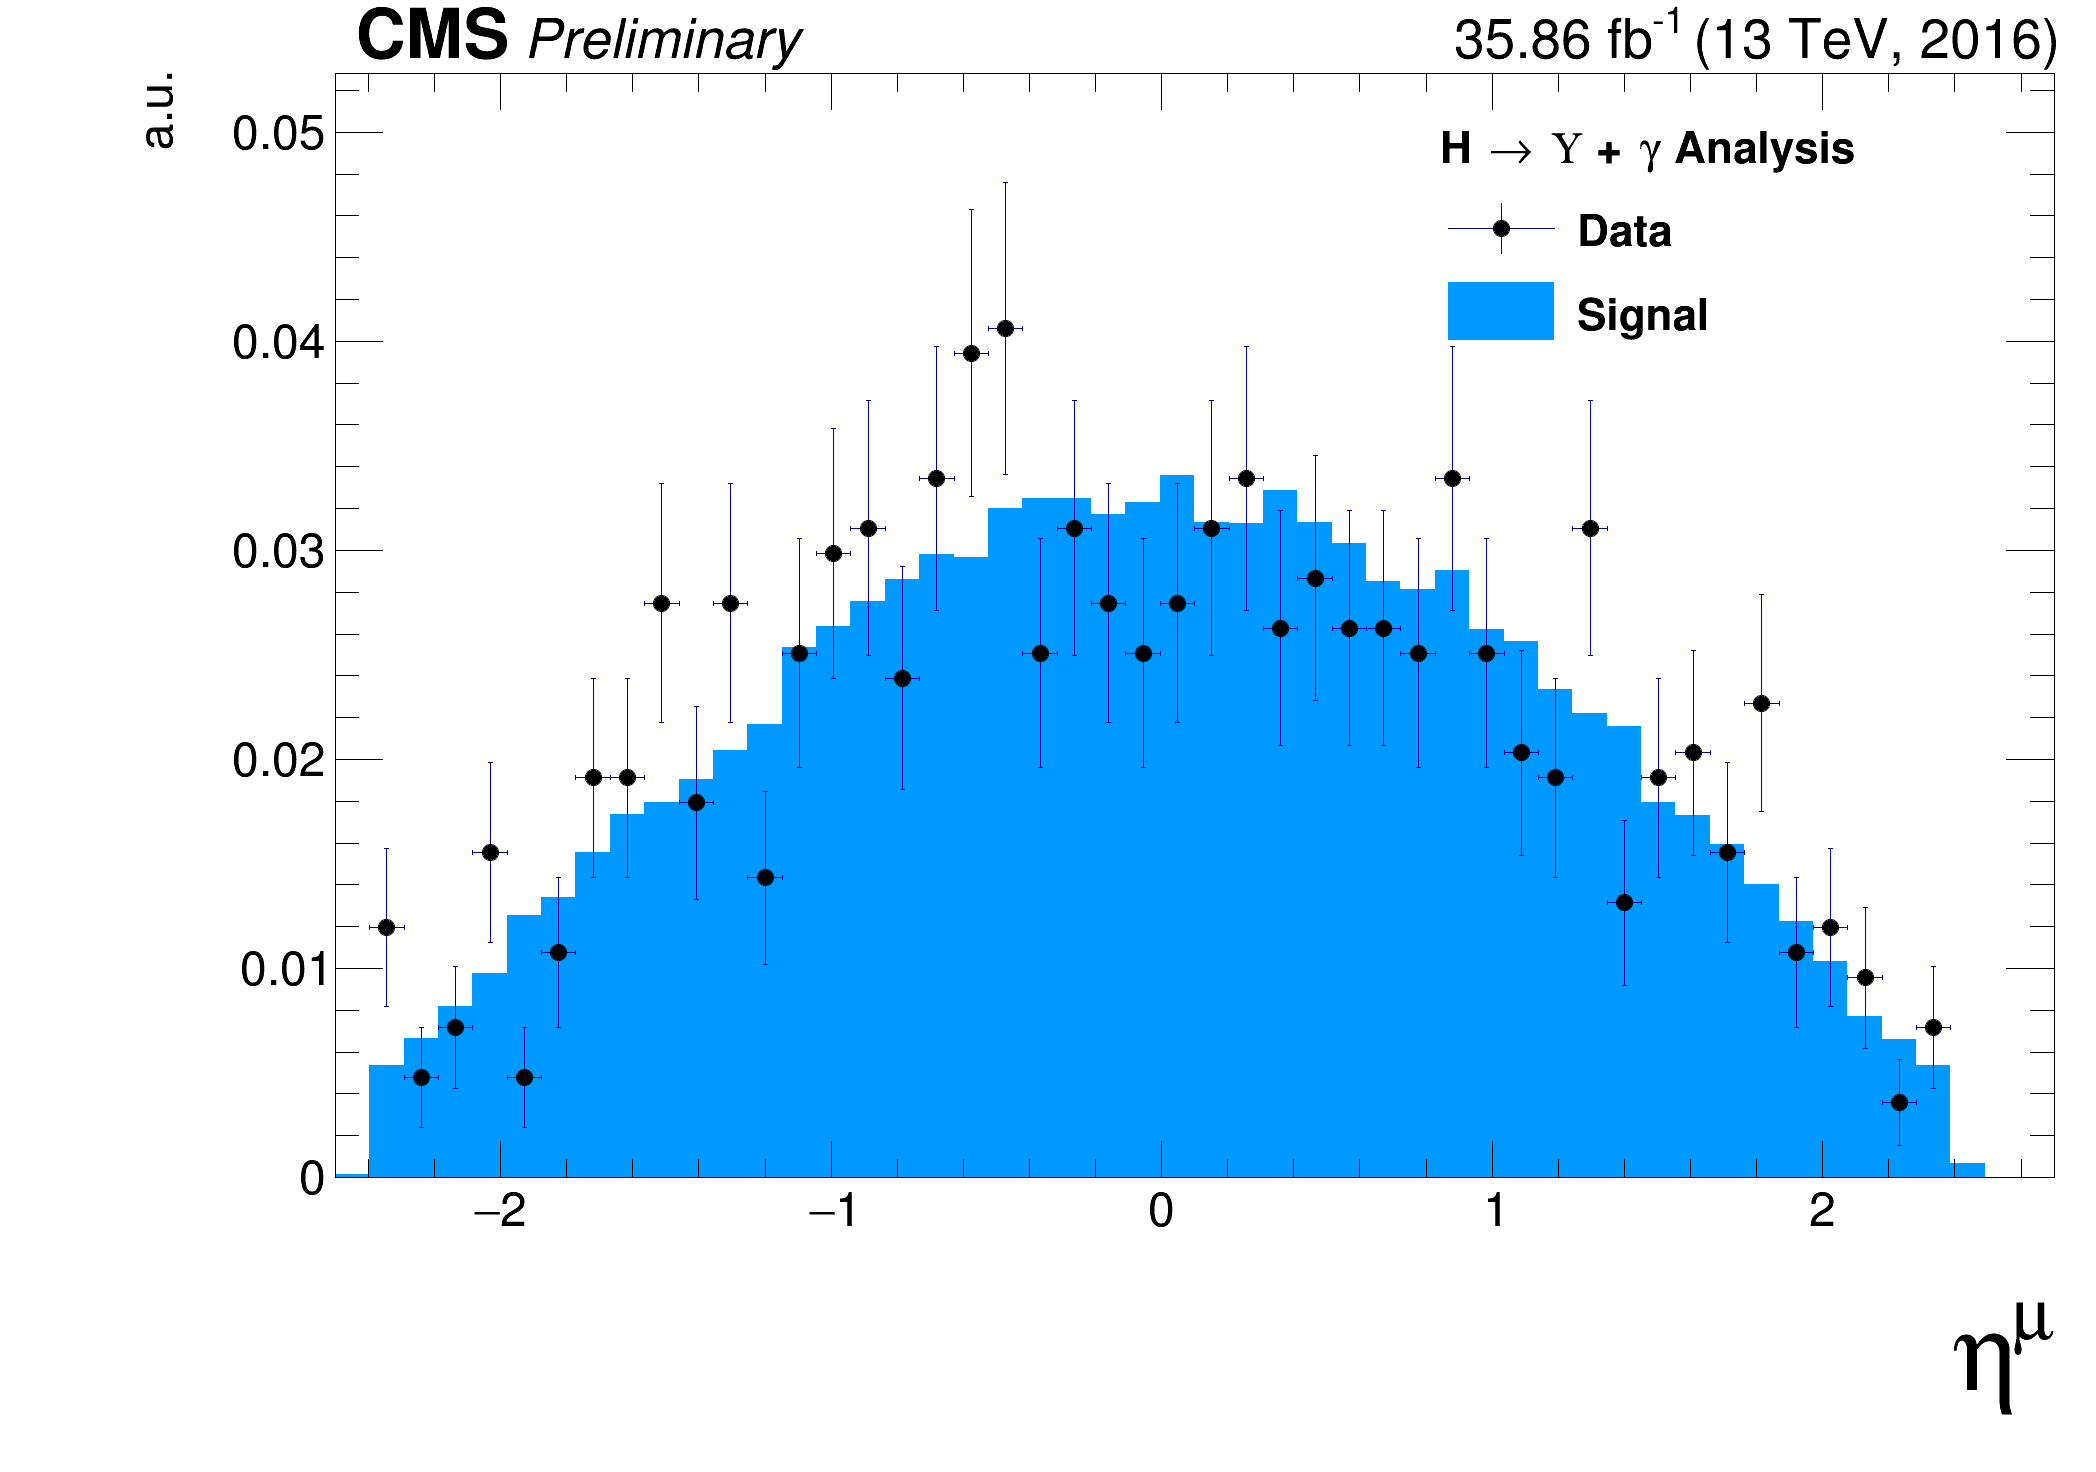 CMS Preliminary 35.86 fb⁻¹ (13 TeV, 2016)
a.u.
H → Υ + γ Analysis
Data
Signal
0.05
0.04
0.03
0.02
0.01
0
−2 −1 0 1 2
η^μ